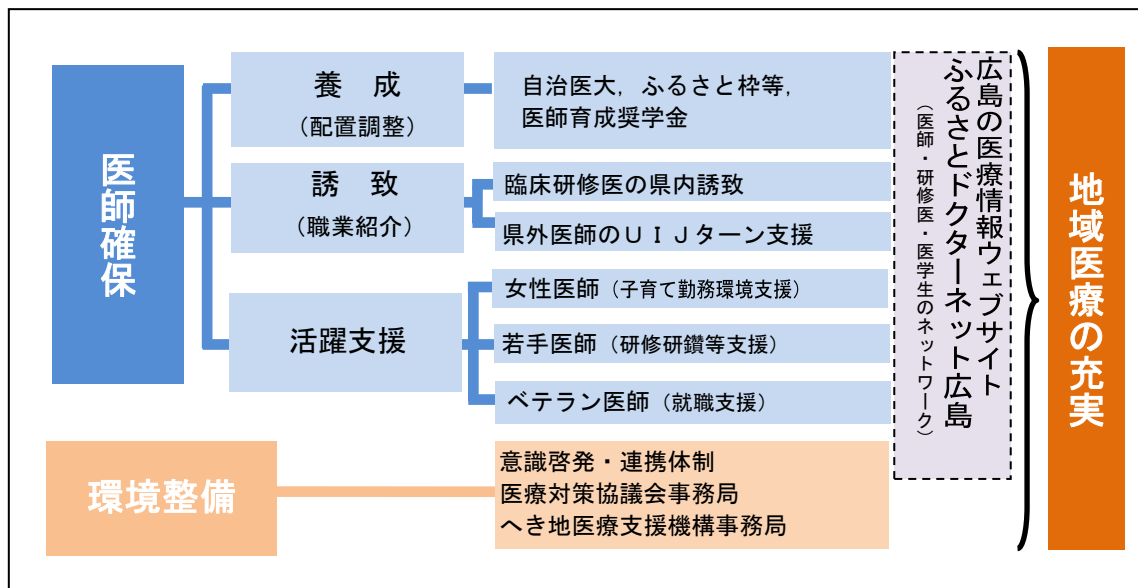 医師確保
養　成
（配置調整）
自治医大，ふるさと枠等，
医師育成奨学金
誘　致
（職業紹介）
臨床研修医の県内誘致
県外医師のＵＩＪターン支援
活躍支援
女性医師（子育て勤務環境支援）
若手医師（研修研鑽等支援）
ベテラン医師（就職支援）
環境整備
意識啓発・連携体制
医療対策協議会事務局
へき地医療支援機構事務局
広島の医療情報ウェブサイト
ふるさとドクターネット広島
（医師・研修医・医学生のネットワーク）
地域医療の充実